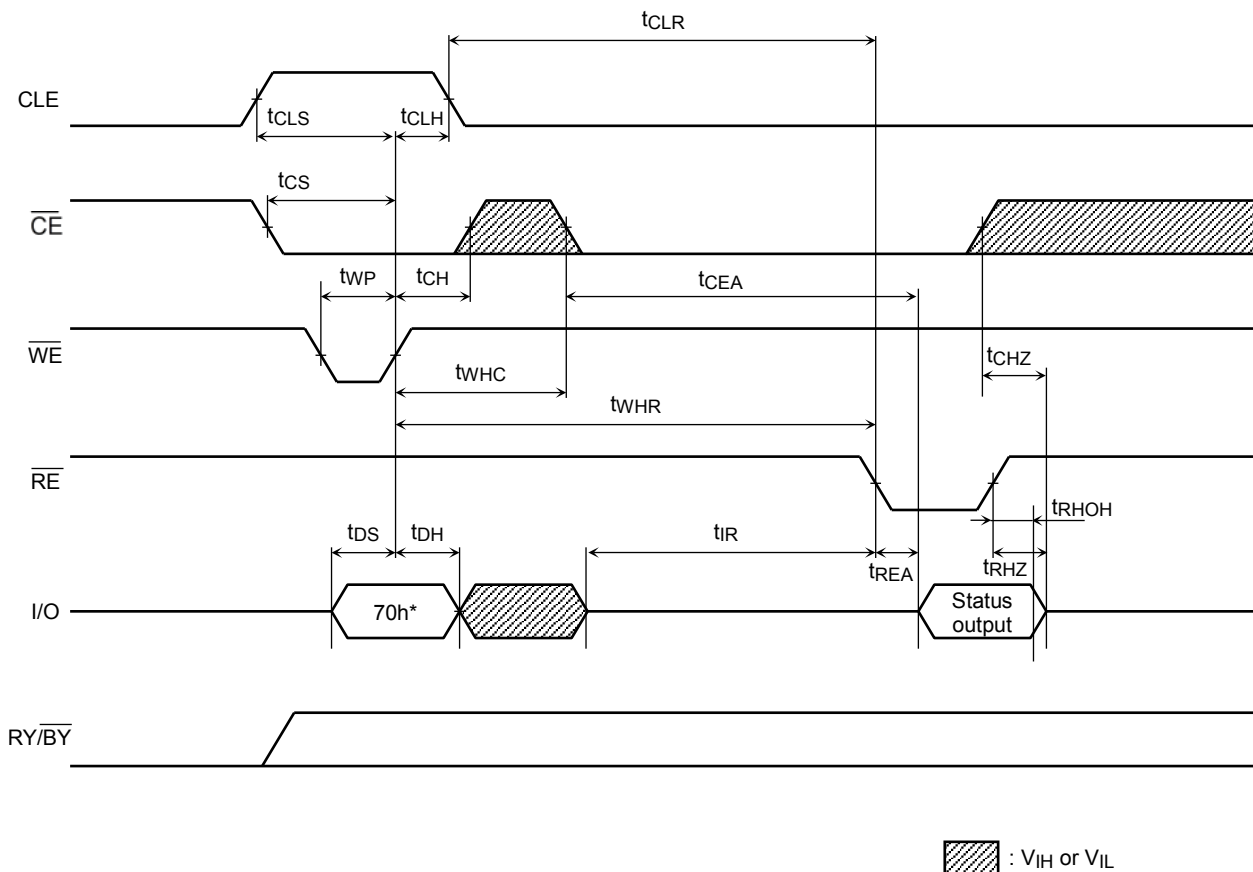 tCLR
CLE
tCLS
tCLH
tCS
CE
tWP
tCH
tCEA
WE
tWHC
tCHZ
tWHR
RE
tRHOH
tDS
tDH
tIR
tREA
tRHZ
I/O
70h*
Status
output
RY/BY
: VIH or VIL